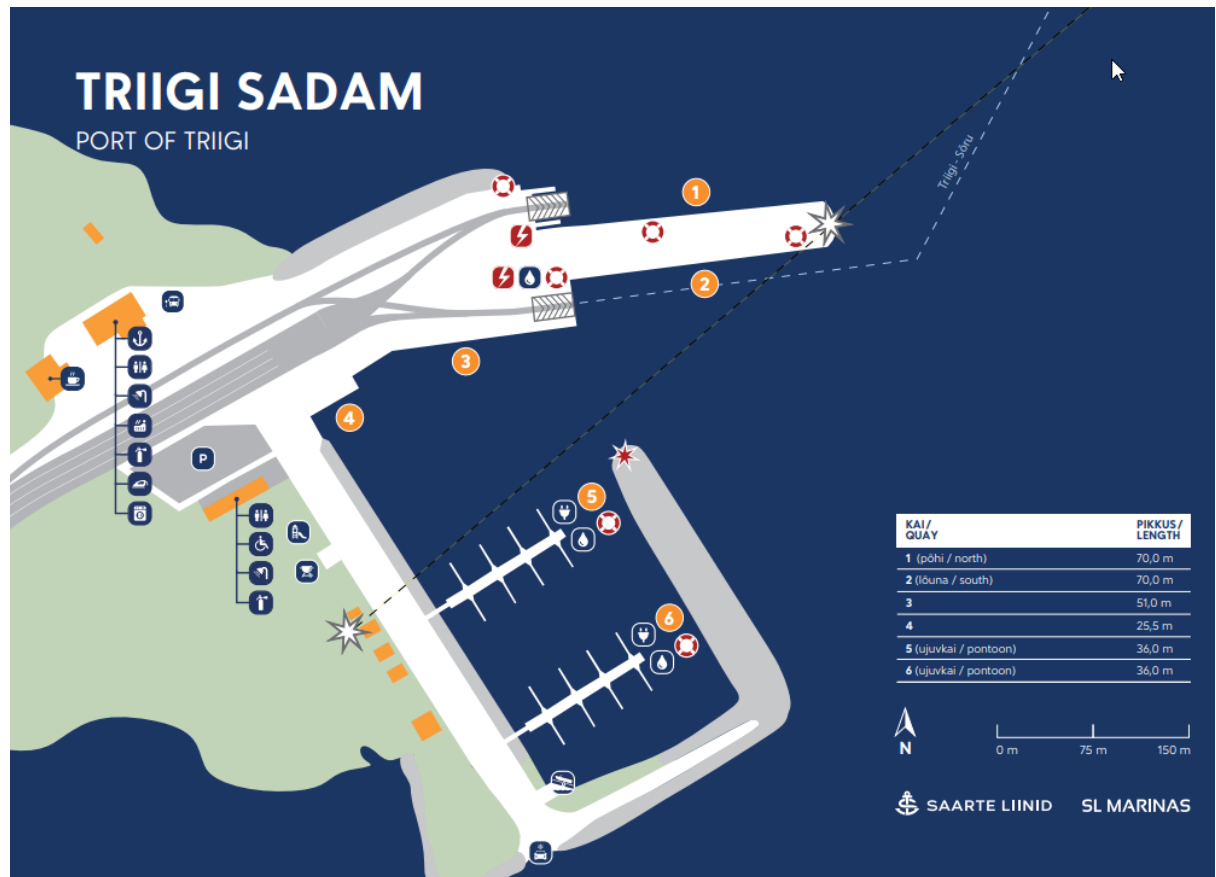 TRIIGI SADAM
PORT OF TRIIGI
Triigi - Sõru
1
2
3
4
P
5
6
KAI/ PIKKUS/
QUAY LENGTH
1 (põhi / north) 70,0 m
2 (lõuna / south) 70,0 m
3 51,0 m
4 25,5 m
5 (ujuvkai / pontoon) 36,0 m
6 (ujuvkai / pontoon) 36,0 m
N
0 m 75 m 150 m
SAARTE LIINID SL MARINAS